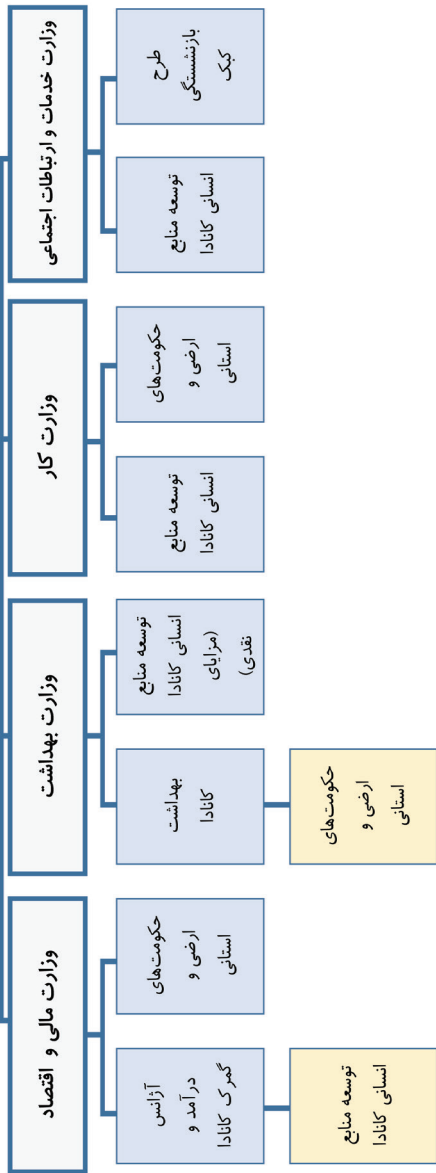 وزارت خدمات و ارتباطات اجتماعی
وزارت کار
وزارت بهداشت
وزارت مالی و اقتصاد
طرح
بازنشستگی
کبک
توسعه منابع
انسانی کانادا
حکومت‌های
ارضی و
استانی
توسعه منابع
انسانی کانادا
توسعه منابع
انسانی کانادا
(مزایای
نقدی)
بهداشت
کانادا
حکومت‌های
ارضی و
استانی
آژانس
درآمد و
گمرک کانادا
حکومت‌های
ارضی و
استانی
توسعه منابع
انسانی کانادا